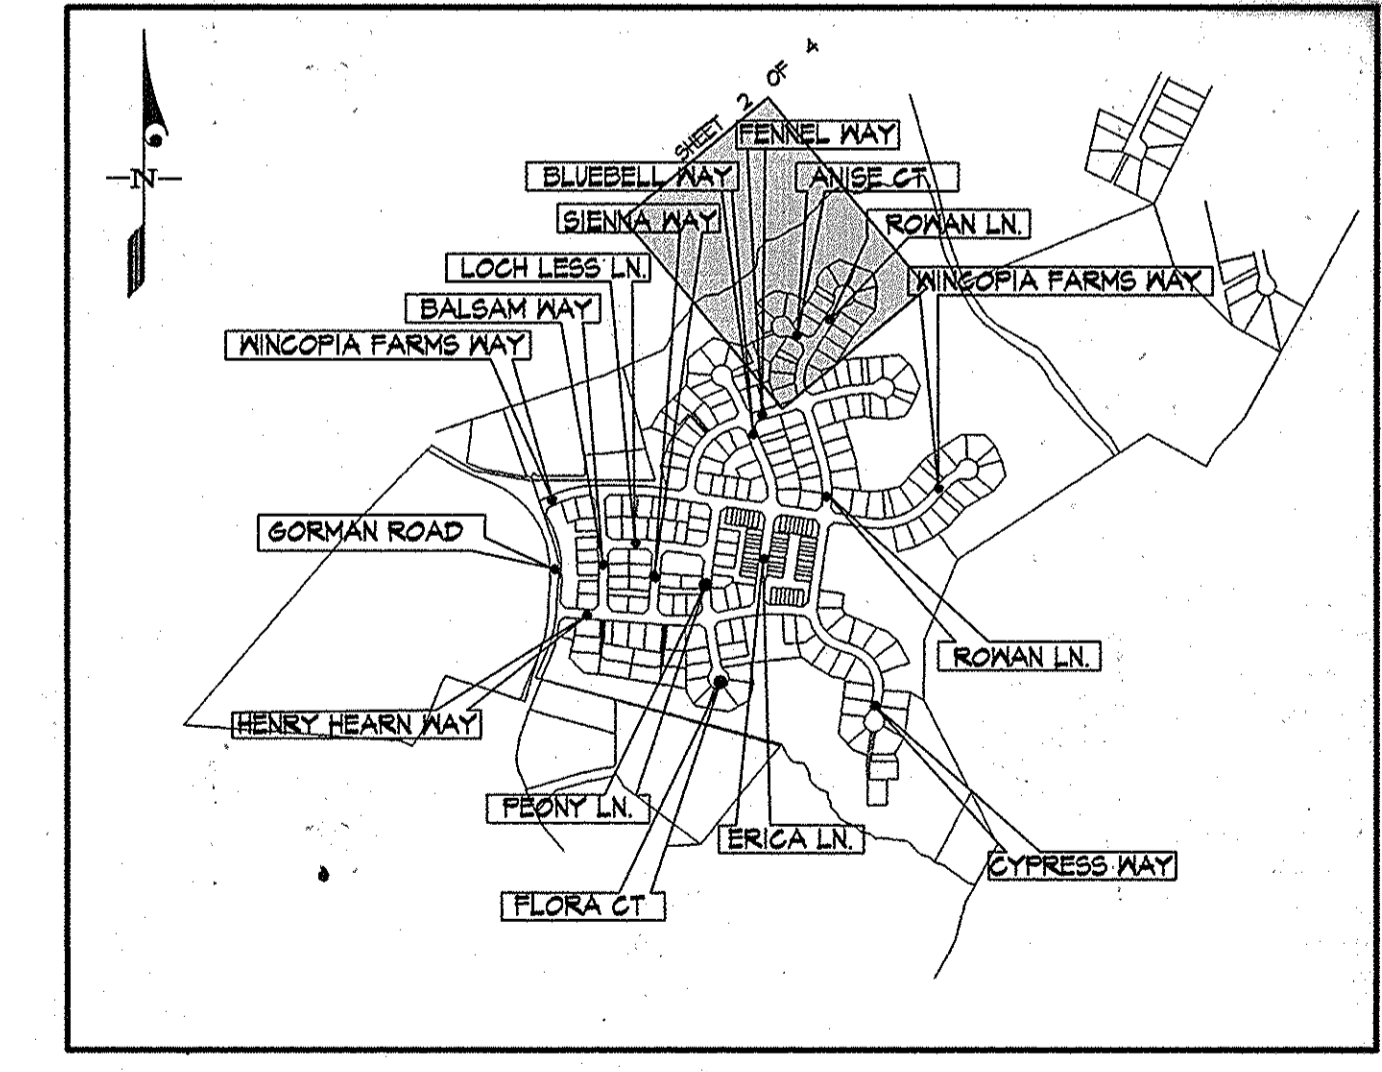 SHEET 2 OF 4
FENNEL WAY
BLUEBELL WAY
ANISE CT
SIENNA WAY
ROWAN LN.
N
LOCH LESS LN.
WINCOPIA FARMS WAY
BALSAM WAY
WINCOPIA FARMS WAY
GORMAN ROAD
ROWAN LN.
HENRY HEARN WAY
PEONY LN.
ERICA LN.
CYPRESS WAY
FLORA CT